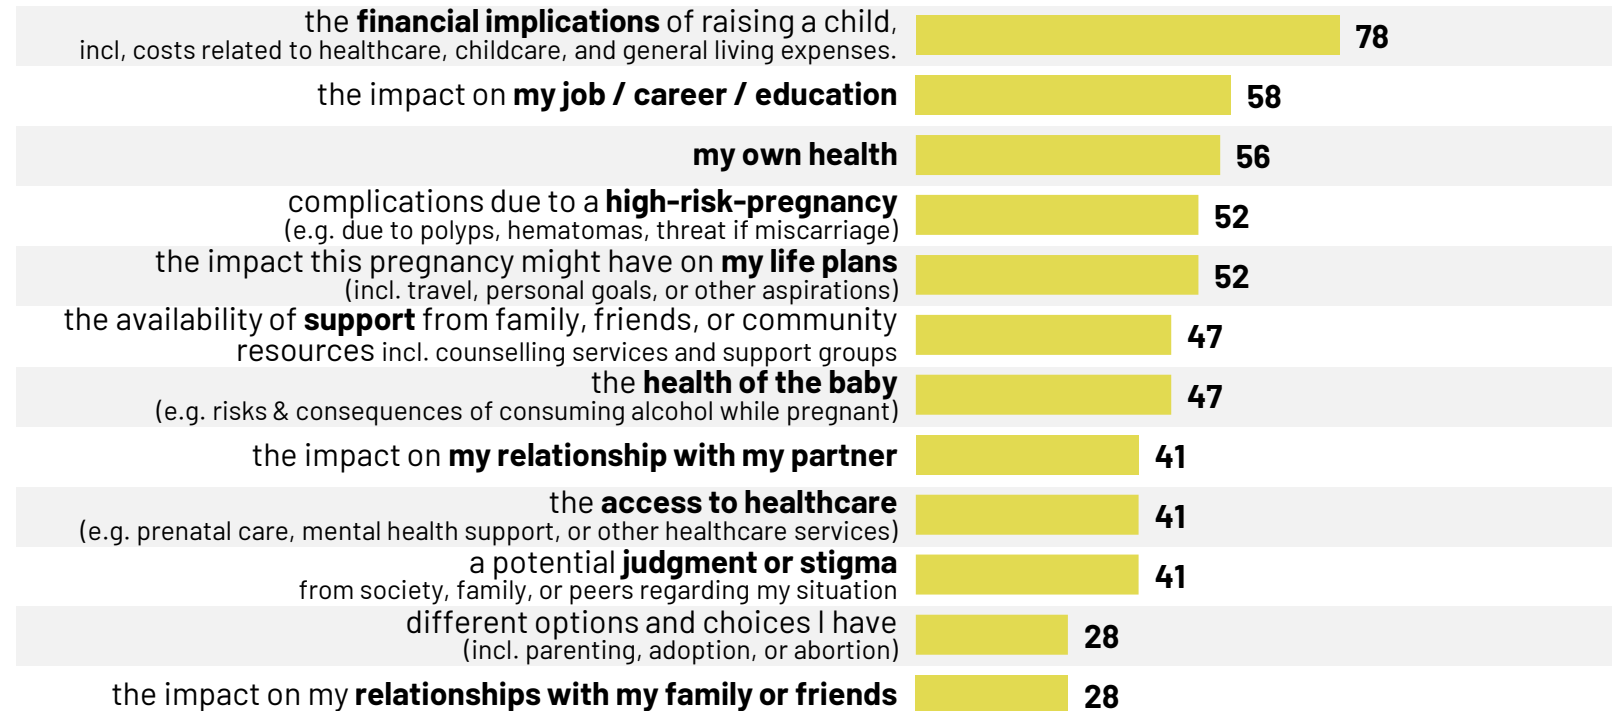 the financial implications of raising a child,
incl, costs related to healthcare, childcare, and general living expenses.
78
the impact on my job / career / education
58
my own health
56
complications due to a high-risk-pregnancy
(e.g. due to polyps, hematomas, threat if miscarriage)
52
the impact this pregnancy might have on my life plans
(incl. travel, personal goals, or other aspirations)
52
the availability of support from family, friends, or community
resources incl. counselling services and support groups
47
the health of the baby
(e.g. risks & consequences of consuming alcohol while pregnant)
47
the impact on my relationship with my partner
41
the access to healthcare
(e.g. prenatal care, mental health support, or other healthcare services)
41
a potential judgment or stigma
from society, family, or peers regarding my situation
41
different options and choices I have
(incl. parenting, adoption, or abortion)
28
the impact on my relationships with my family or friends
28